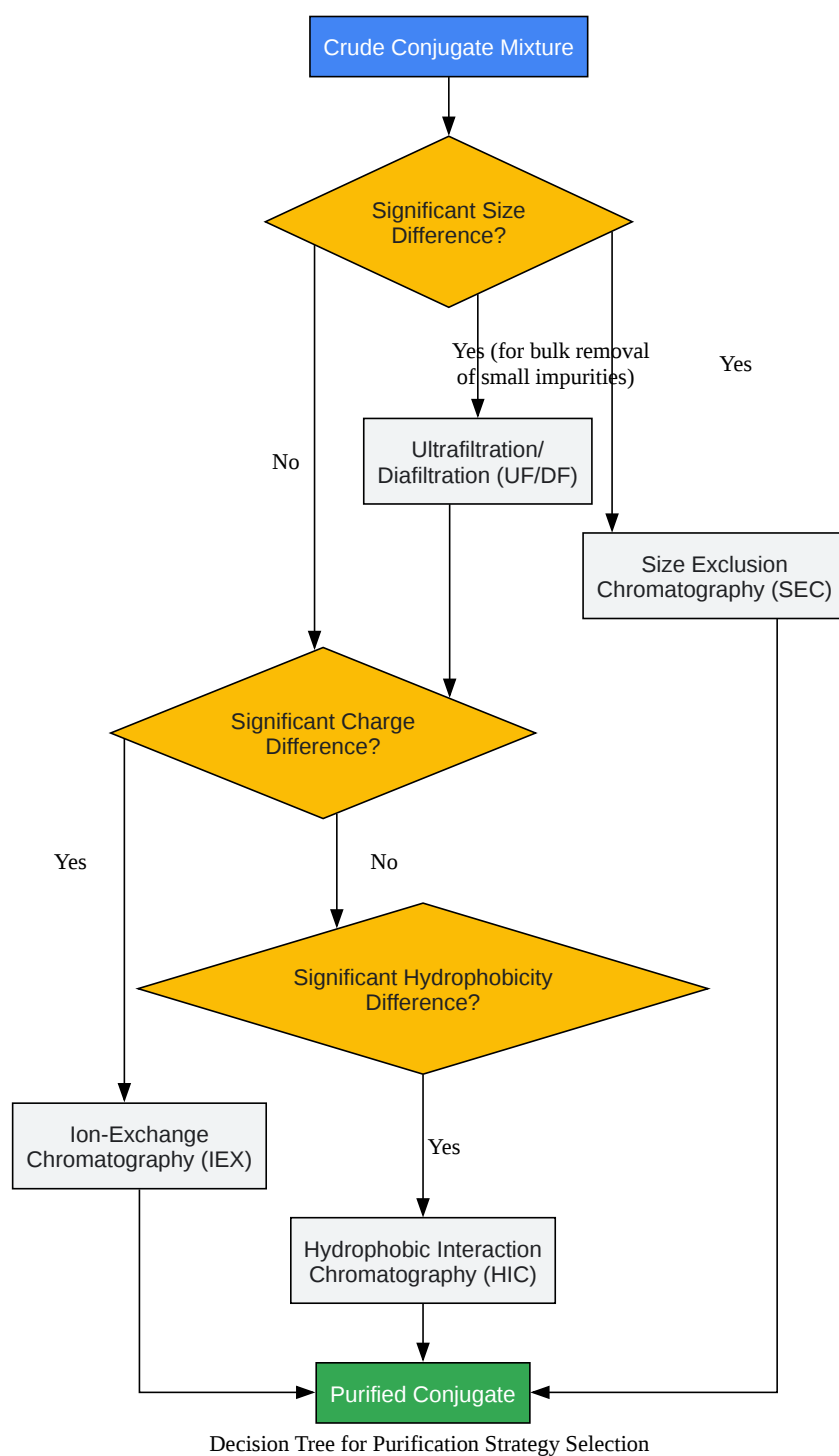 Crude Conjugate Mixture
Significant Size
Difference?
Yes (for bulk removal
of small impurities)
Yes
No
Ultrafiltration/
Diafiltration (UF/DF)
Size Exclusion
Chromatography (SEC)
Significant Charge
Difference?
Yes
No
Significant Hydrophobicity
Difference?
Ion-Exchange
Chromatography (IEX)
Yes
Hydrophobic Interaction
Chromatography (HIC)
Purified Conjugate
Decision Tree for Purification Strategy Selection